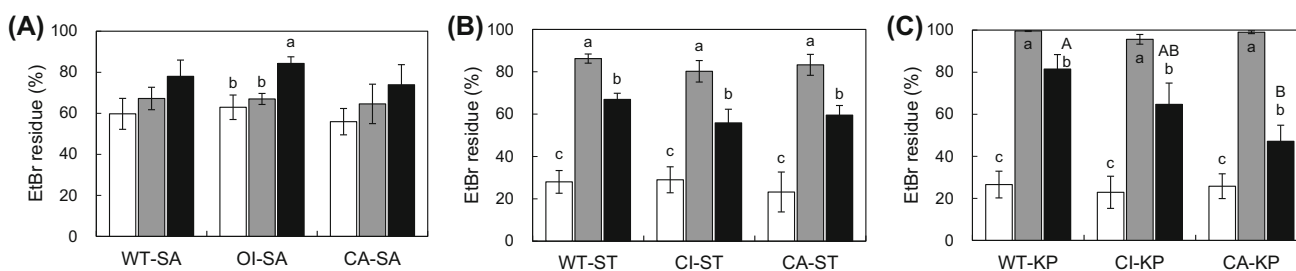 (A)
EtBr residue (%)
100
80
60
40
20
0
b b a
WT-SA OI-SA CA-SA
(B)
EtBr residue (%)
100
80
60
40
20
0
c a b c a b c a b
WT-ST CI-ST CA-ST
(C)
EtBr residue (%)
100
80
60
40
20
0
A AB B
c a b c a b c a b
WT-KP CI-KP CA-KP